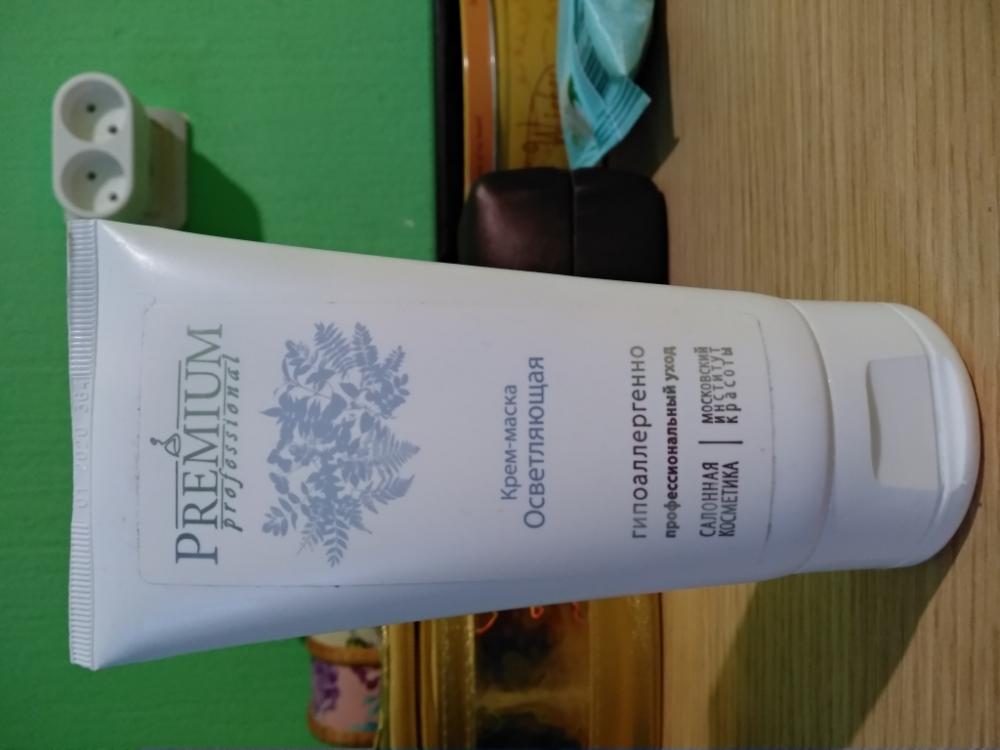 PREMIUM
professional
Крем-маска
Осветляющая
гипоаллергенно
профессиональный уход
САЛОННАЯ
КОСМЕТИКА
МОСКОВСКИЙ
ИНСТИТУТ
красоты